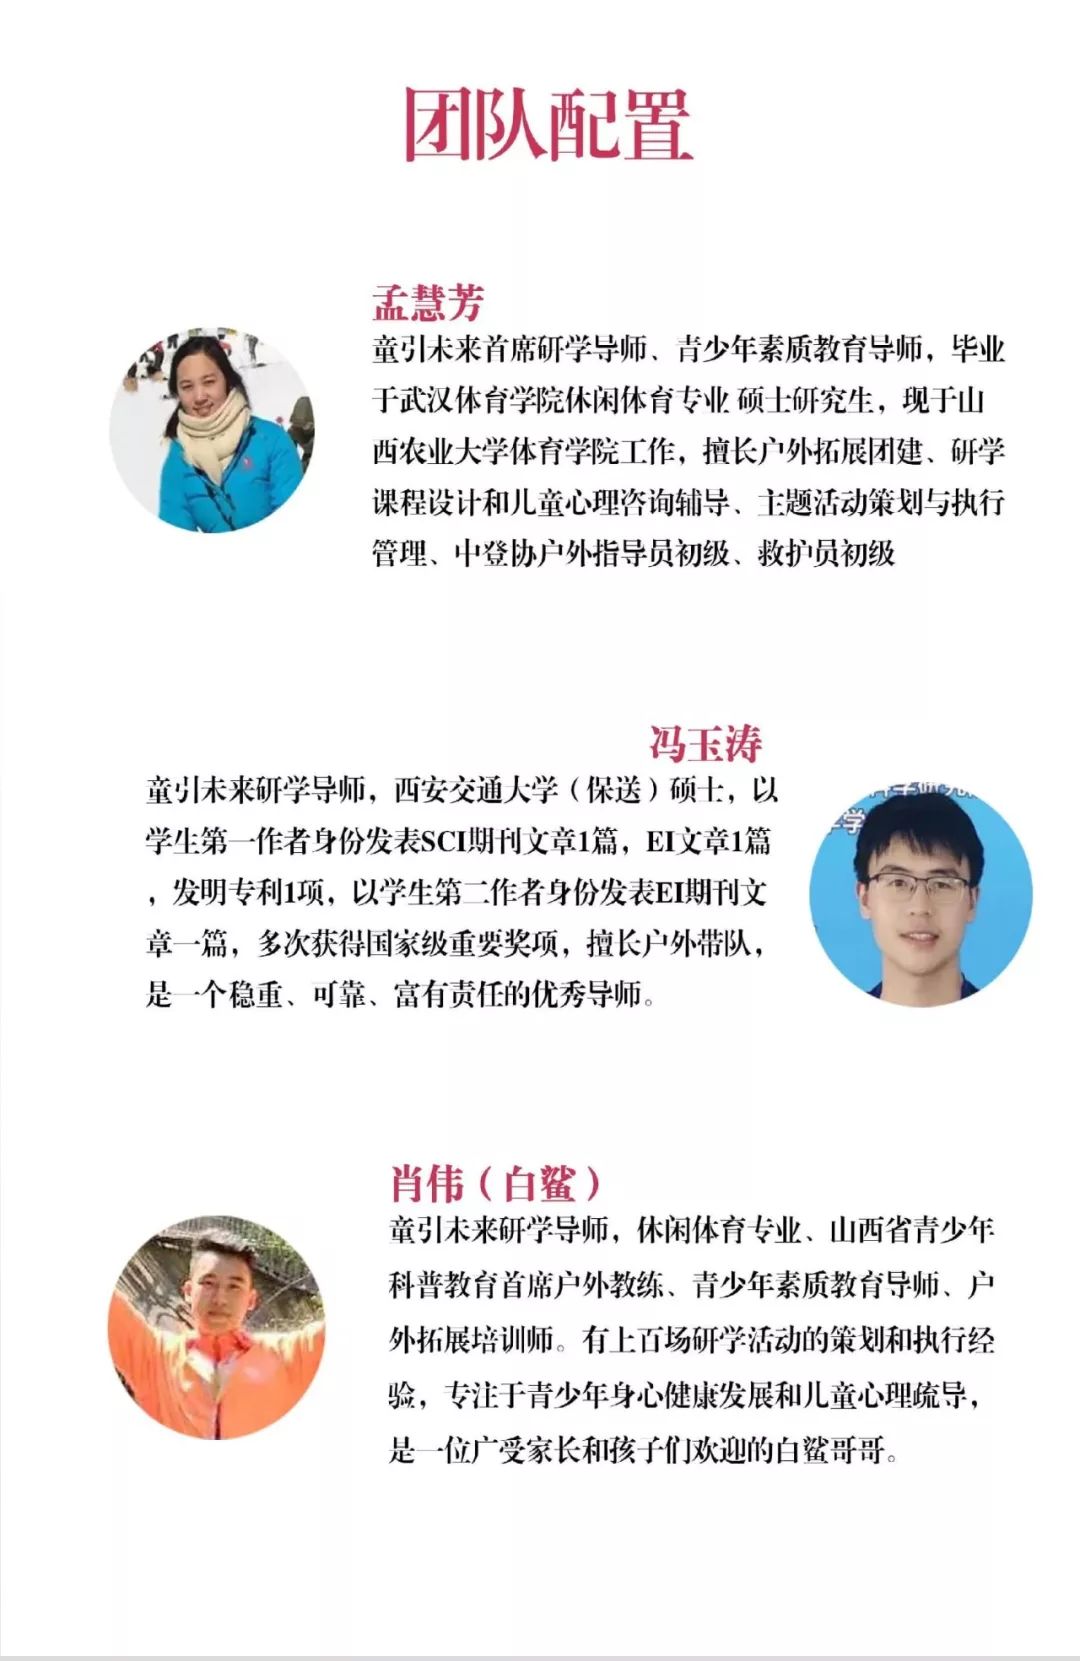 团队配置
孟慧芳
童引未来首席研学导师、青少年素质教育导师，毕业
于武汉体育学院休闲体育专业 硕士研究生，现于山
西农业大学体育学院工作，擅长户外拓展团建、研学
课程设计和儿童心理咨询辅导、主题活动策划与执行
管理、中登协户外指导员初级、救护员初级
冯玉涛
童引未来研学导师，西安交通大学（保送）硕士，以
学生第一作者身份发表SCI期刊文章1篇，EI文章1篇
，发明专利1项，以学生第二作者身份发表EI期刊文
章一篇，多次获得国家级重要奖项，擅长户外带队，
是一个稳重、可靠、富有责任的优秀导师。
肖伟（白鲨）
童引未来研学导师，休闲体育专业、山西省青少年
科普教育首席户外教练、青少年素质教育导师、户
外拓展培训师。有上百场研学活动的策划和执行经
验，专注于青少年身心健康发展和儿童心理疏导，
是一位广受家长和孩子们欢迎的白鲨哥哥。